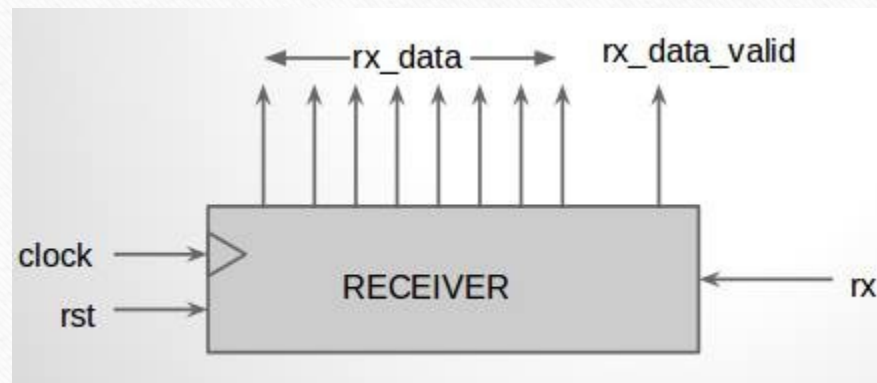 rx_data rx_data_valid
clock
RECEIVER
rx
rst